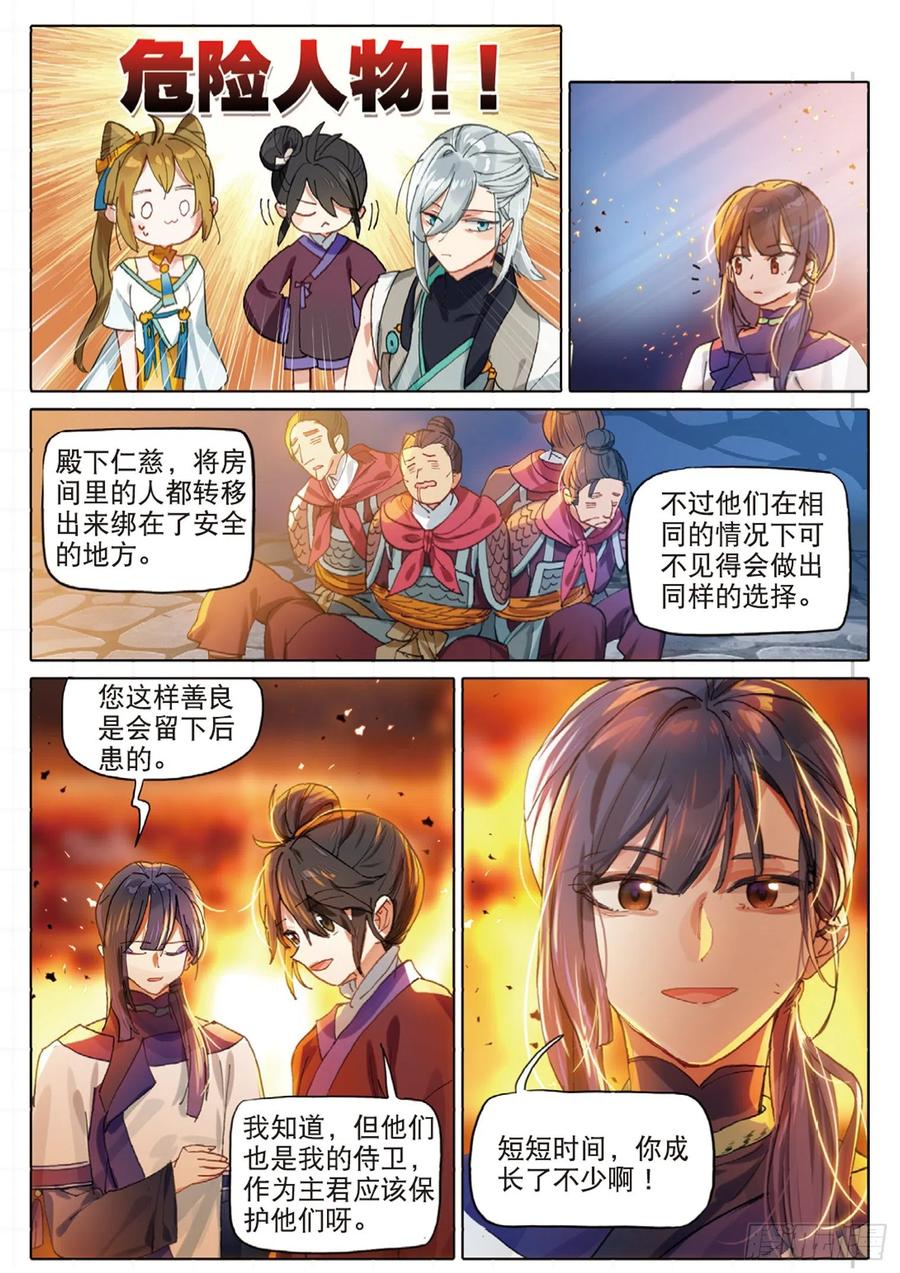 危险人物！！
殿下仁慈，将房
间里的人都转移
出来绑在了安全
的地方。
不过他们在相
同的情况下可
不见得会做出
同样的选择。
您这样善良
是会留下后
患的。
我知道，但他们
也是我的侍卫，
作为主君应该保
护他们呀。
短短时间，你成
长了不少啊！